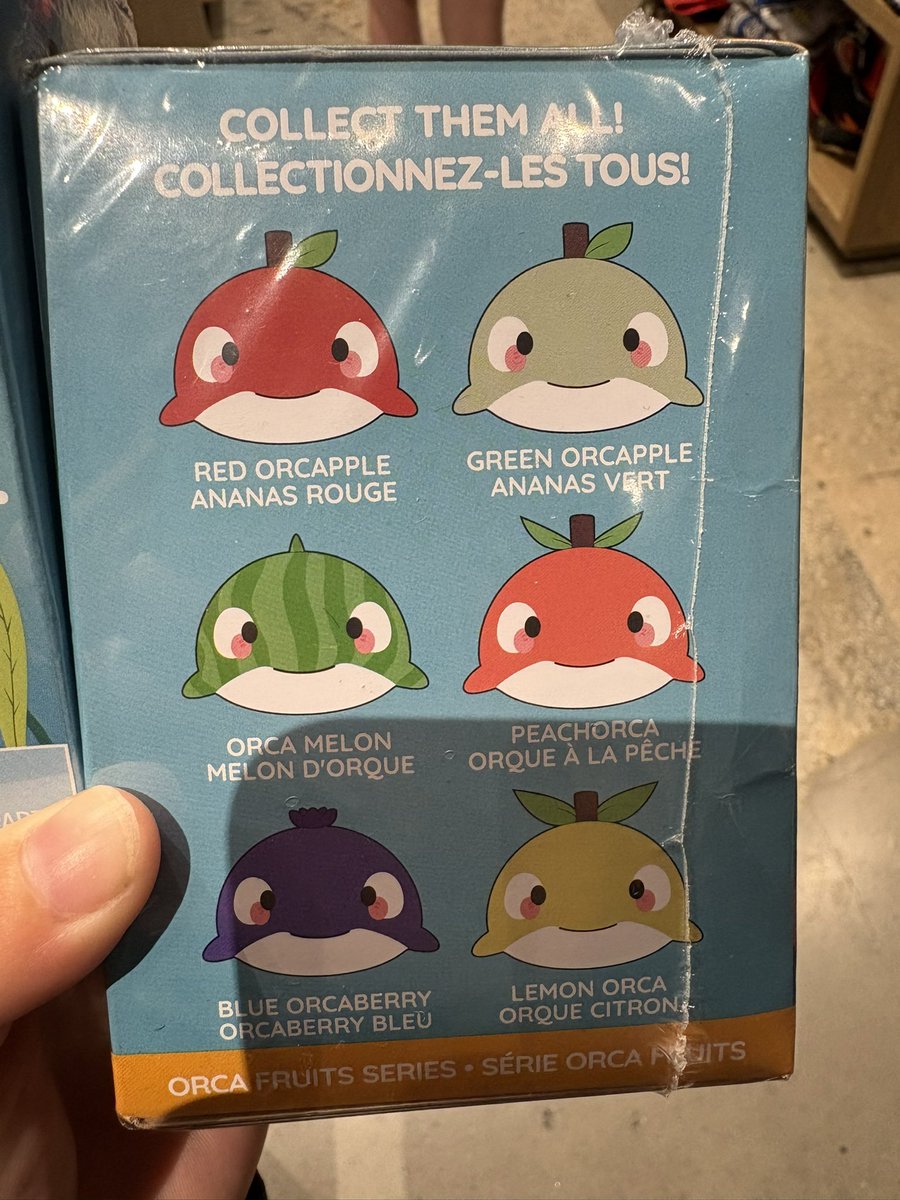 COLLECT THEM ALL!
COLLECTIONNEZ-LES TOUS!
RED ORCAPPLE
ANANAS ROUGE
GREEN ORCAPPLE
ANANAS VERT
ORCA MELON
MELON D'ORQUE
PEACHORCA
ORQUE À LA PÊCHE
BLUE ORCABERRY
ORCABERRY BLEU
LEMON ORCA
ORQUE CITRON
ORCA FRUITS SERIES • SÉRIE ORCA FRUITS